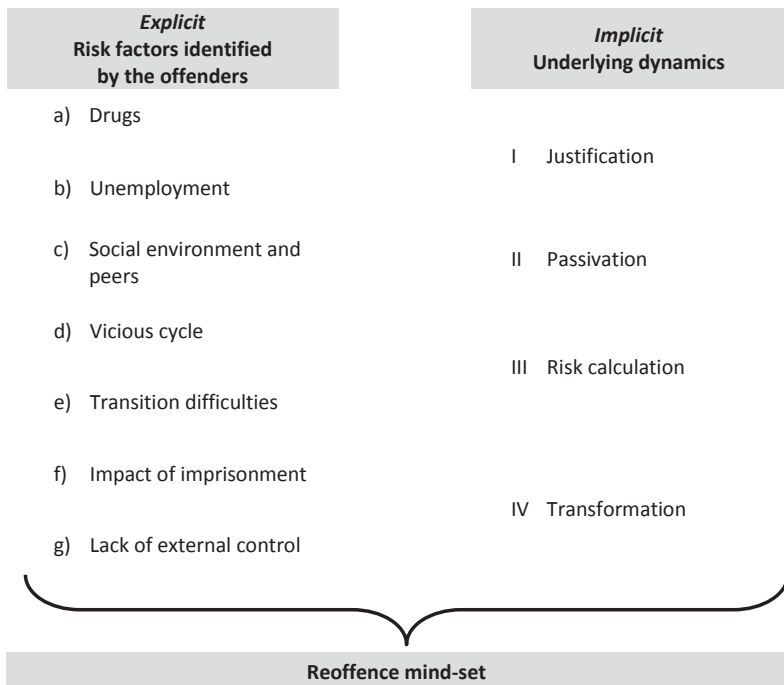 Explicit
Risk factors identified
by the offenders
a) Drugs
b) Unemployment
c) Social environment and
peers
d) Vicious cycle
e) Transition difficulties
f) Impact of imprisonment
g) Lack of external control
Implicit
Underlying dynamics
I Justification
II Passivation
III Risk calculation
IV Transformation
Reoffence mind-set